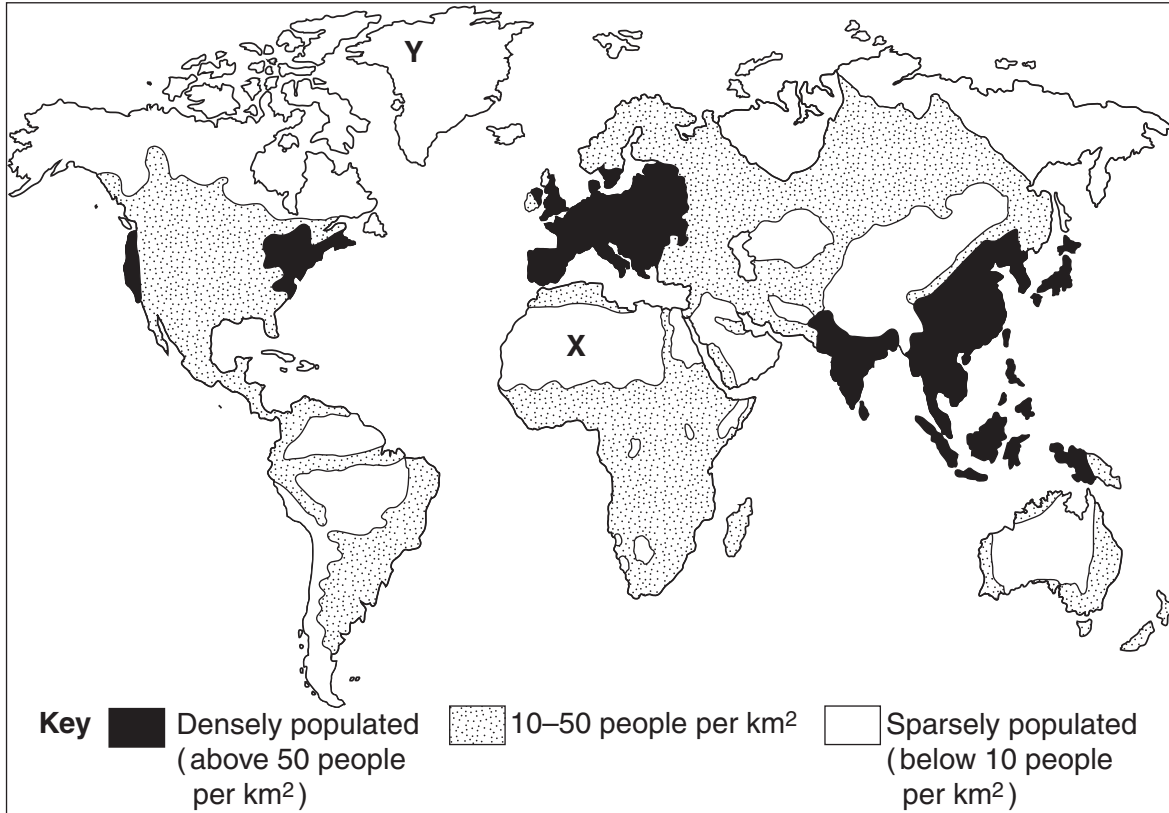 Y
X
Key
Densely populated
(above 50 people
per km²)
10–50 people per km²
Sparsely populated
(below 10 people
per km²)